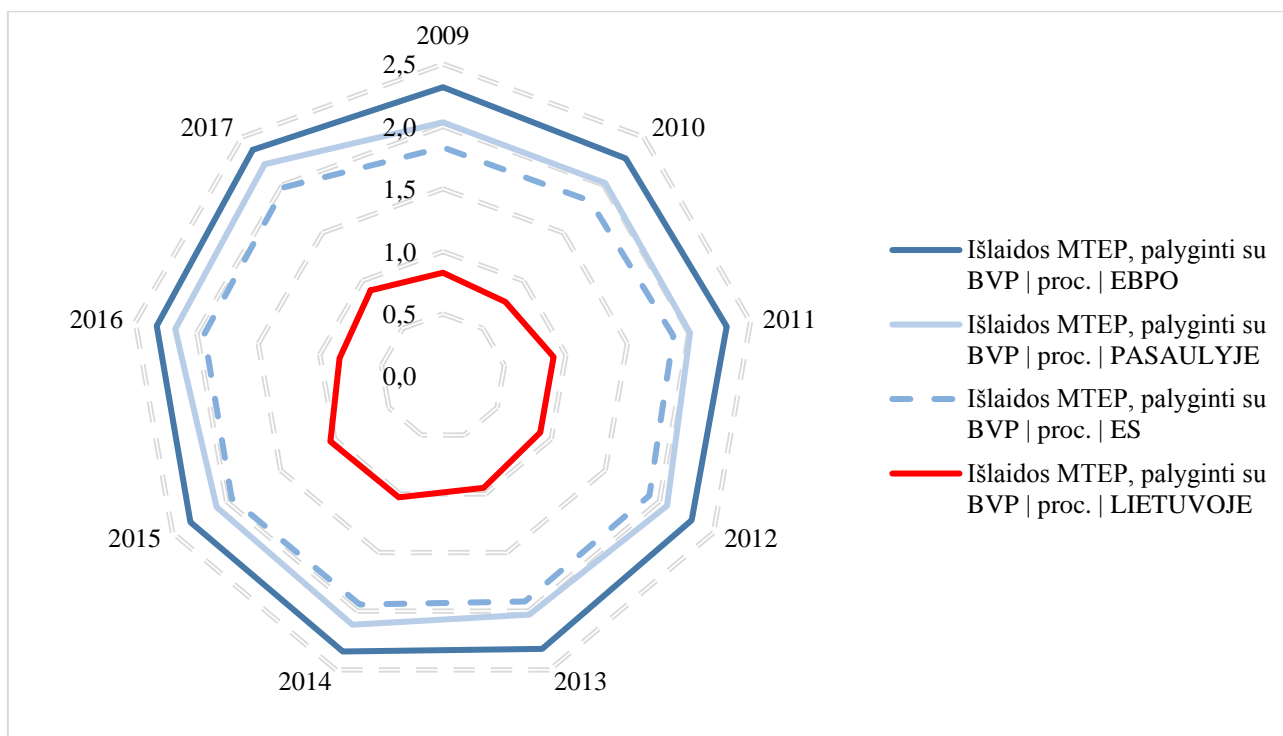 2009
2010
2011
2012
2013
2014
2015
2016
2017
2,5
2,0
1,5
1,0
0,5
0,0
Išlaidos MTEP, palyginti su
BVP | proc. | EBPO
Išlaidos MTEP, palyginti su
BVP | proc. | PASAULYJE
Išlaidos MTEP, palyginti su
BVP | proc. | ES
Išlaidos MTEP, palyginti su
BVP | proc. | LIETUVOJE